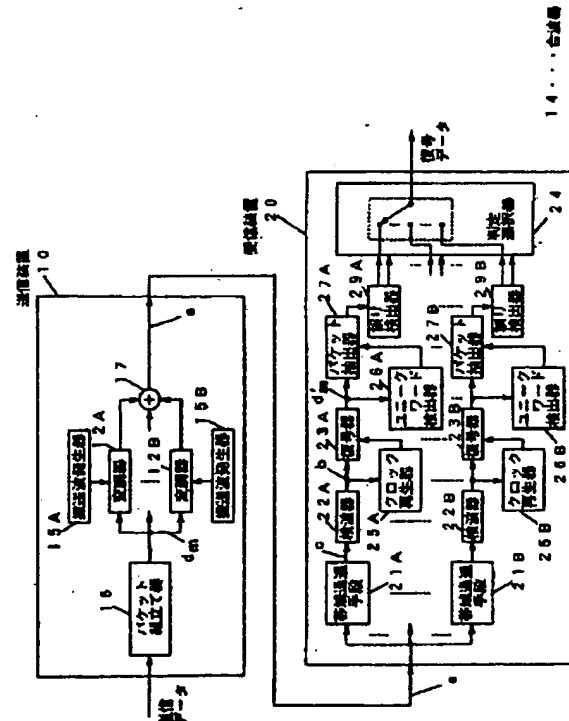 送信装置
10
送信
データ
パケット
組立て器
16
dm
搬送波発生器
15A
変調器
12A
変調器
12B
搬送波発生器
15B
17
a
受信装置
20
a
帯域通過
手段
21A
c
検波器
22A
b
復号器
23A
d'm
クロック
再生器
25A
ユニーク
ワード
検出器
26A
パケット
抽出器
27A
誤り
検出器
29A
帯域通過
手段
21B
検波器
22B
復号器
23B
クロック
再生器
ユニーク
ワード
検出器
26B
パケット
抽出器
27B
誤り
検出器
29B
判定
選択器
24
復号
データ
14・・・合波器